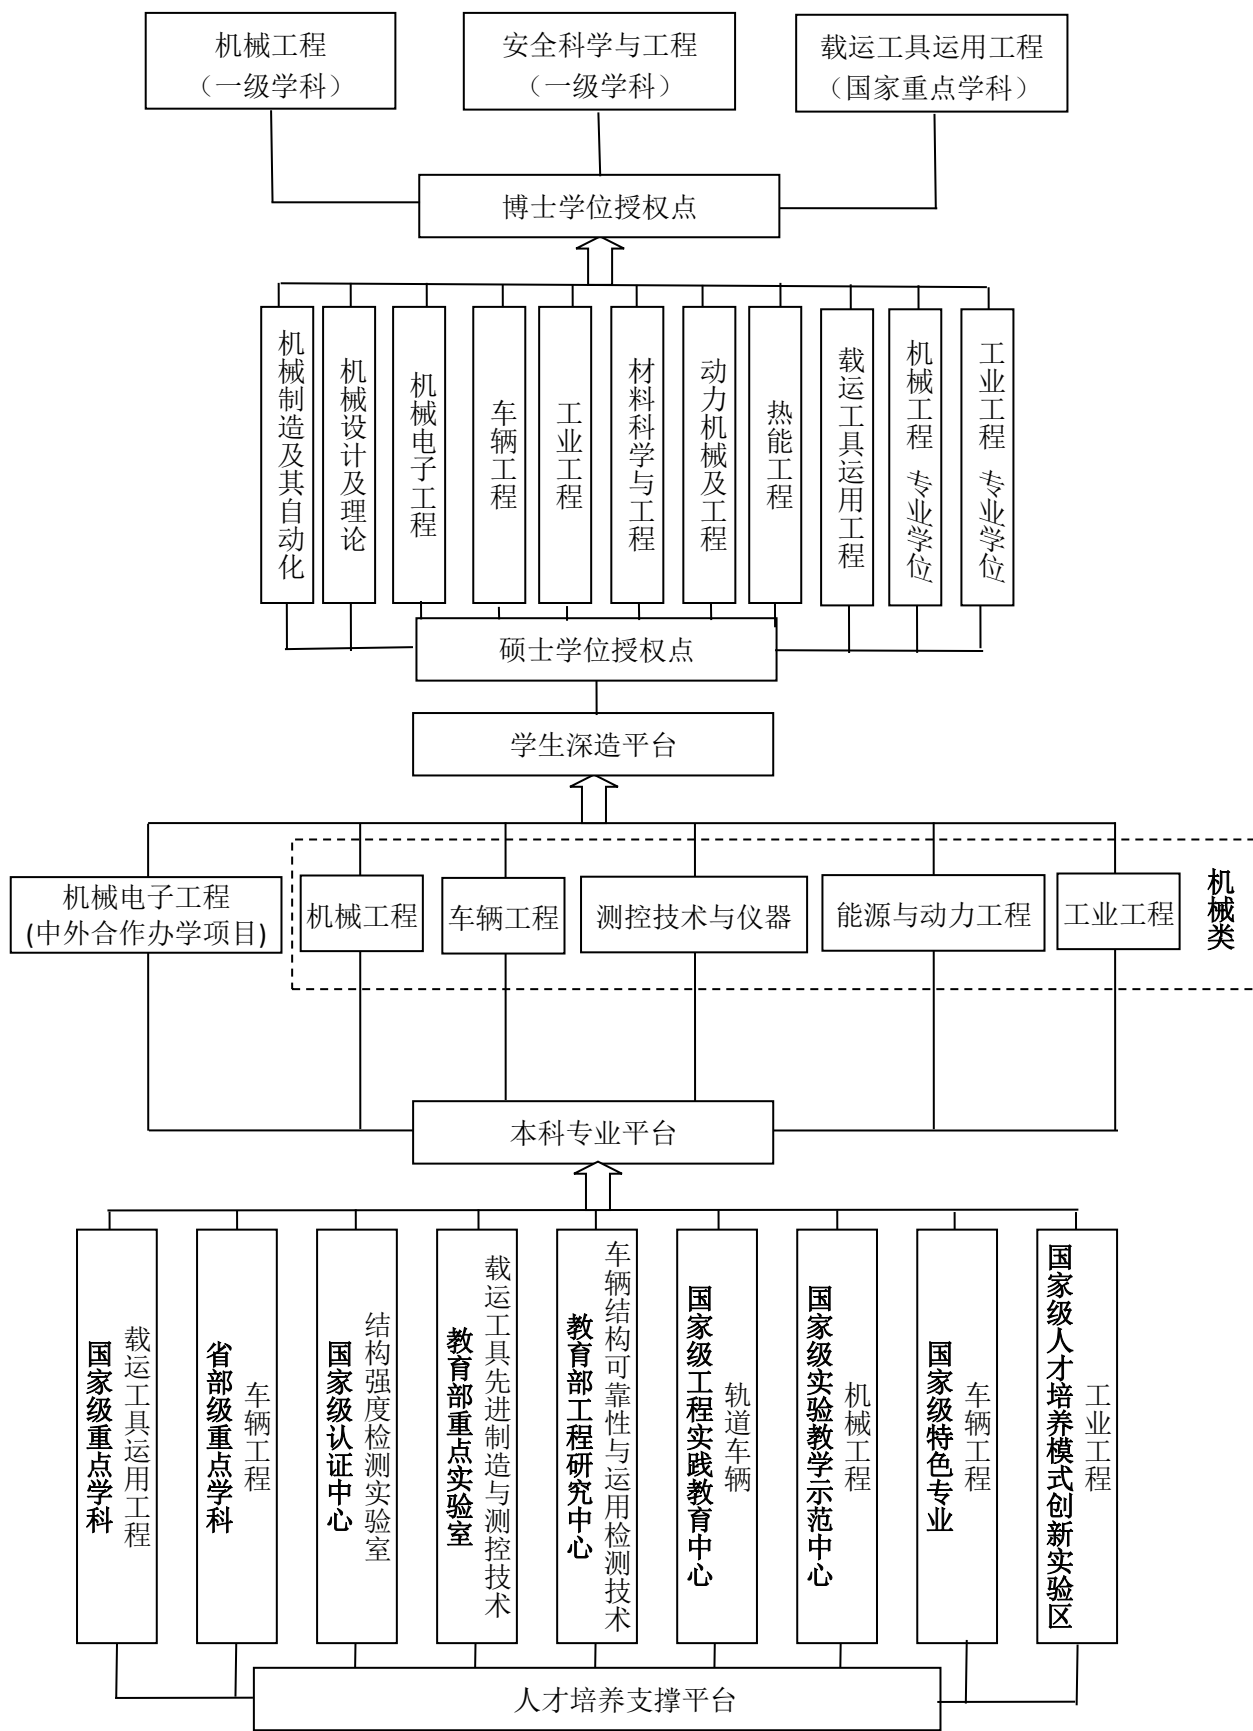 机械工程
（一级学科）
安全科学与工程
（一级学科）
载运工具运用工程
（国家重点学科）
博士学位授权点
机械制造及其自动化
机械设计及理论
机械电子工程
车辆工程
工业工程
材料科学与工程
动力机械及工程
热能工程
载运工具运用工程
机械工程 专业学位
工业工程 专业学位
硕士学位授权点
学生深造平台
机械电子工程
(中外合作办学项目)
机械工程
车辆工程
测控技术与仪器
能源与动力工程
工业工程
机械类
本科专业平台
国家级重点学科
载运工具运用工程
省部级重点学科
车辆工程
国家级认证中心
结构强度检测实验室
教育部重点实验室
载运工具先进制造与测控技术
教育部工程研究中心
车辆结构可靠性与运用检测技术
国家级工程实践教育中心
轨道车辆
国家级实验教学示范中心
机械工程
国家级特色专业
车辆工程
国家级人才培养模式创新实验区
工业工程
人才培养支撑平台